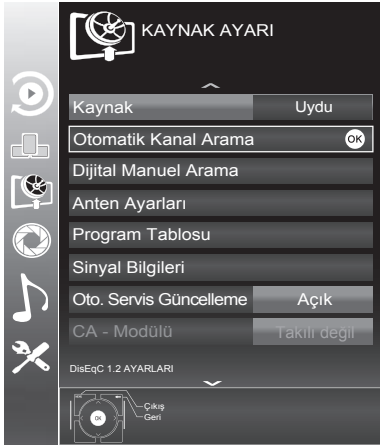 KAYNAK AYARI
Kaynak Uydu
Otomatik Kanal Arama OK
Dijital Manuel Arama
Anten Ayarları
Program Tablosu
Sinyal Bilgileri
Oto. Servis Güncelleme Açık
CA - Modülü Takılı değil
DisEqC 1.2 AYARLARI
Çıkış
Geri
OK